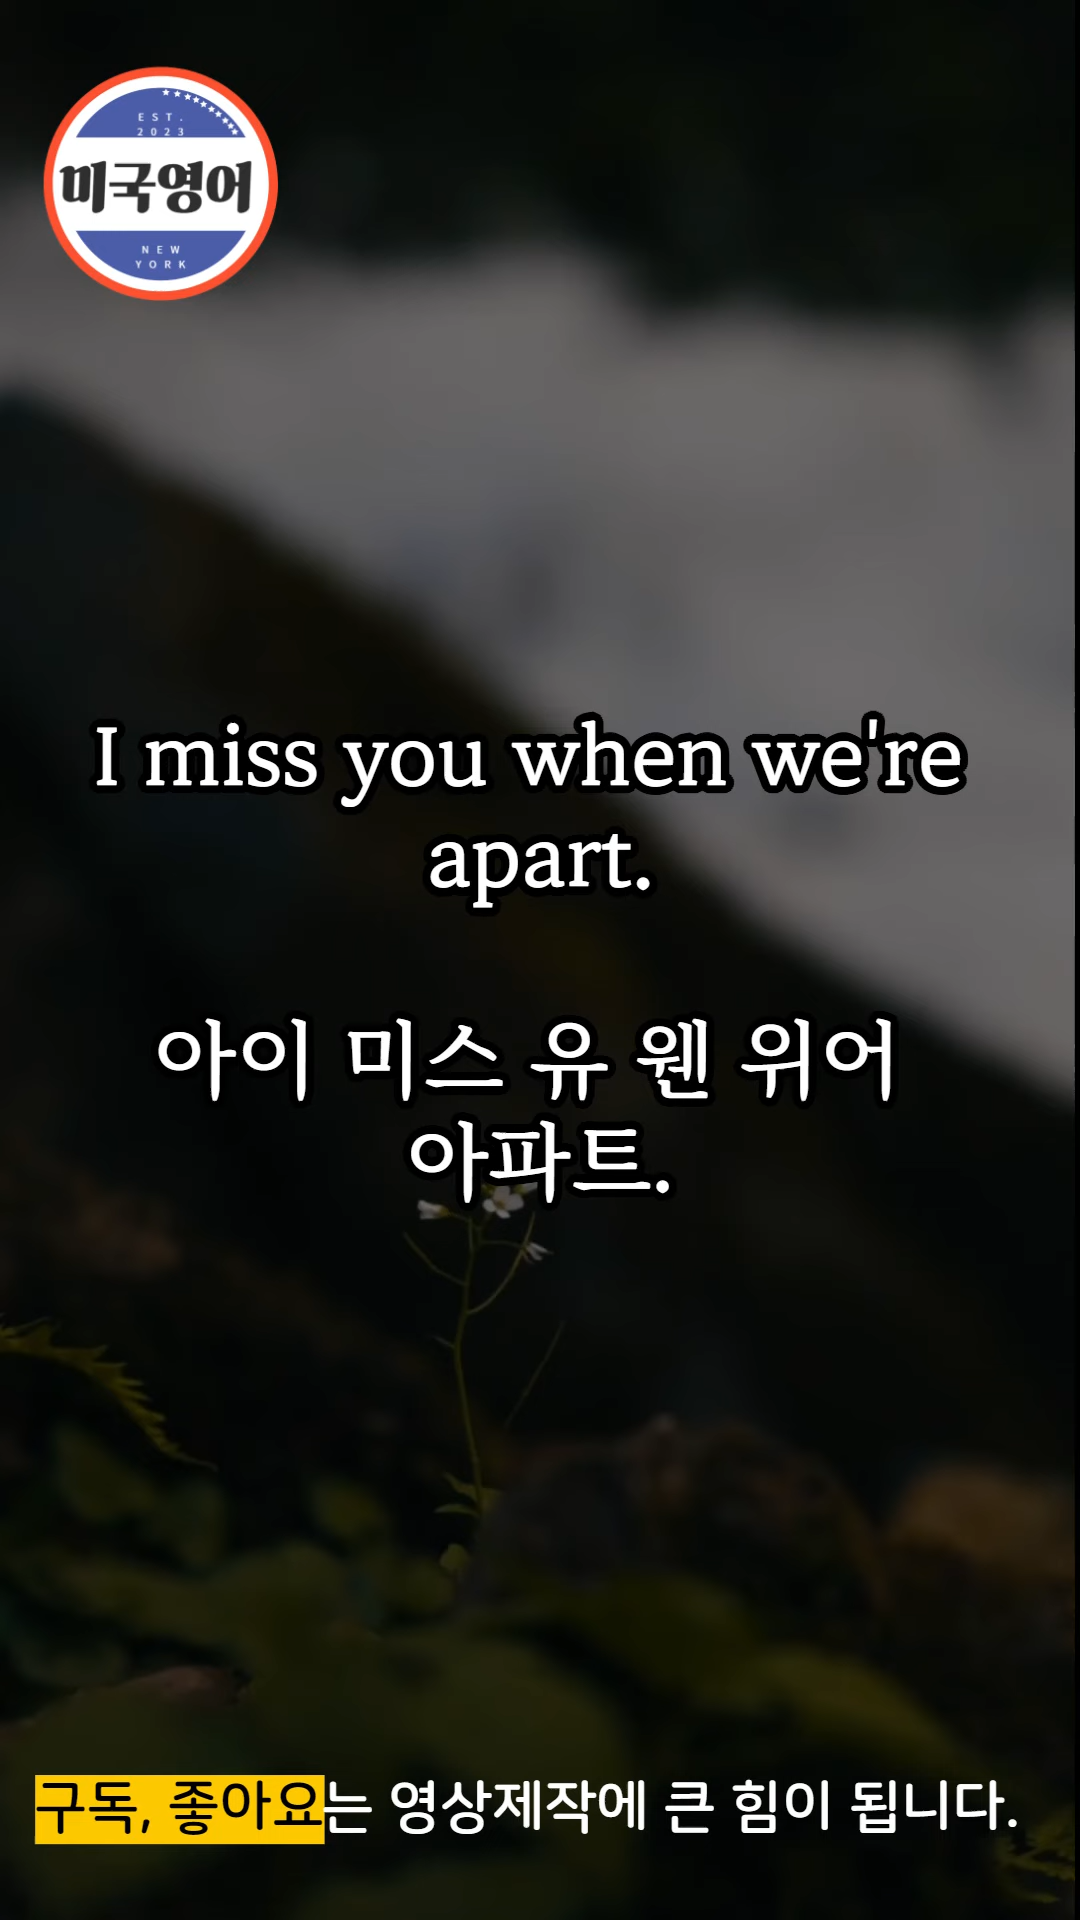 EST.
2023
미국영어
NEW
YORK
I miss you when we're
apart.
아이 미스 유 웬 위어
아파트.
구독, 좋아요는 영상제작에 큰 힘이 됩니다.